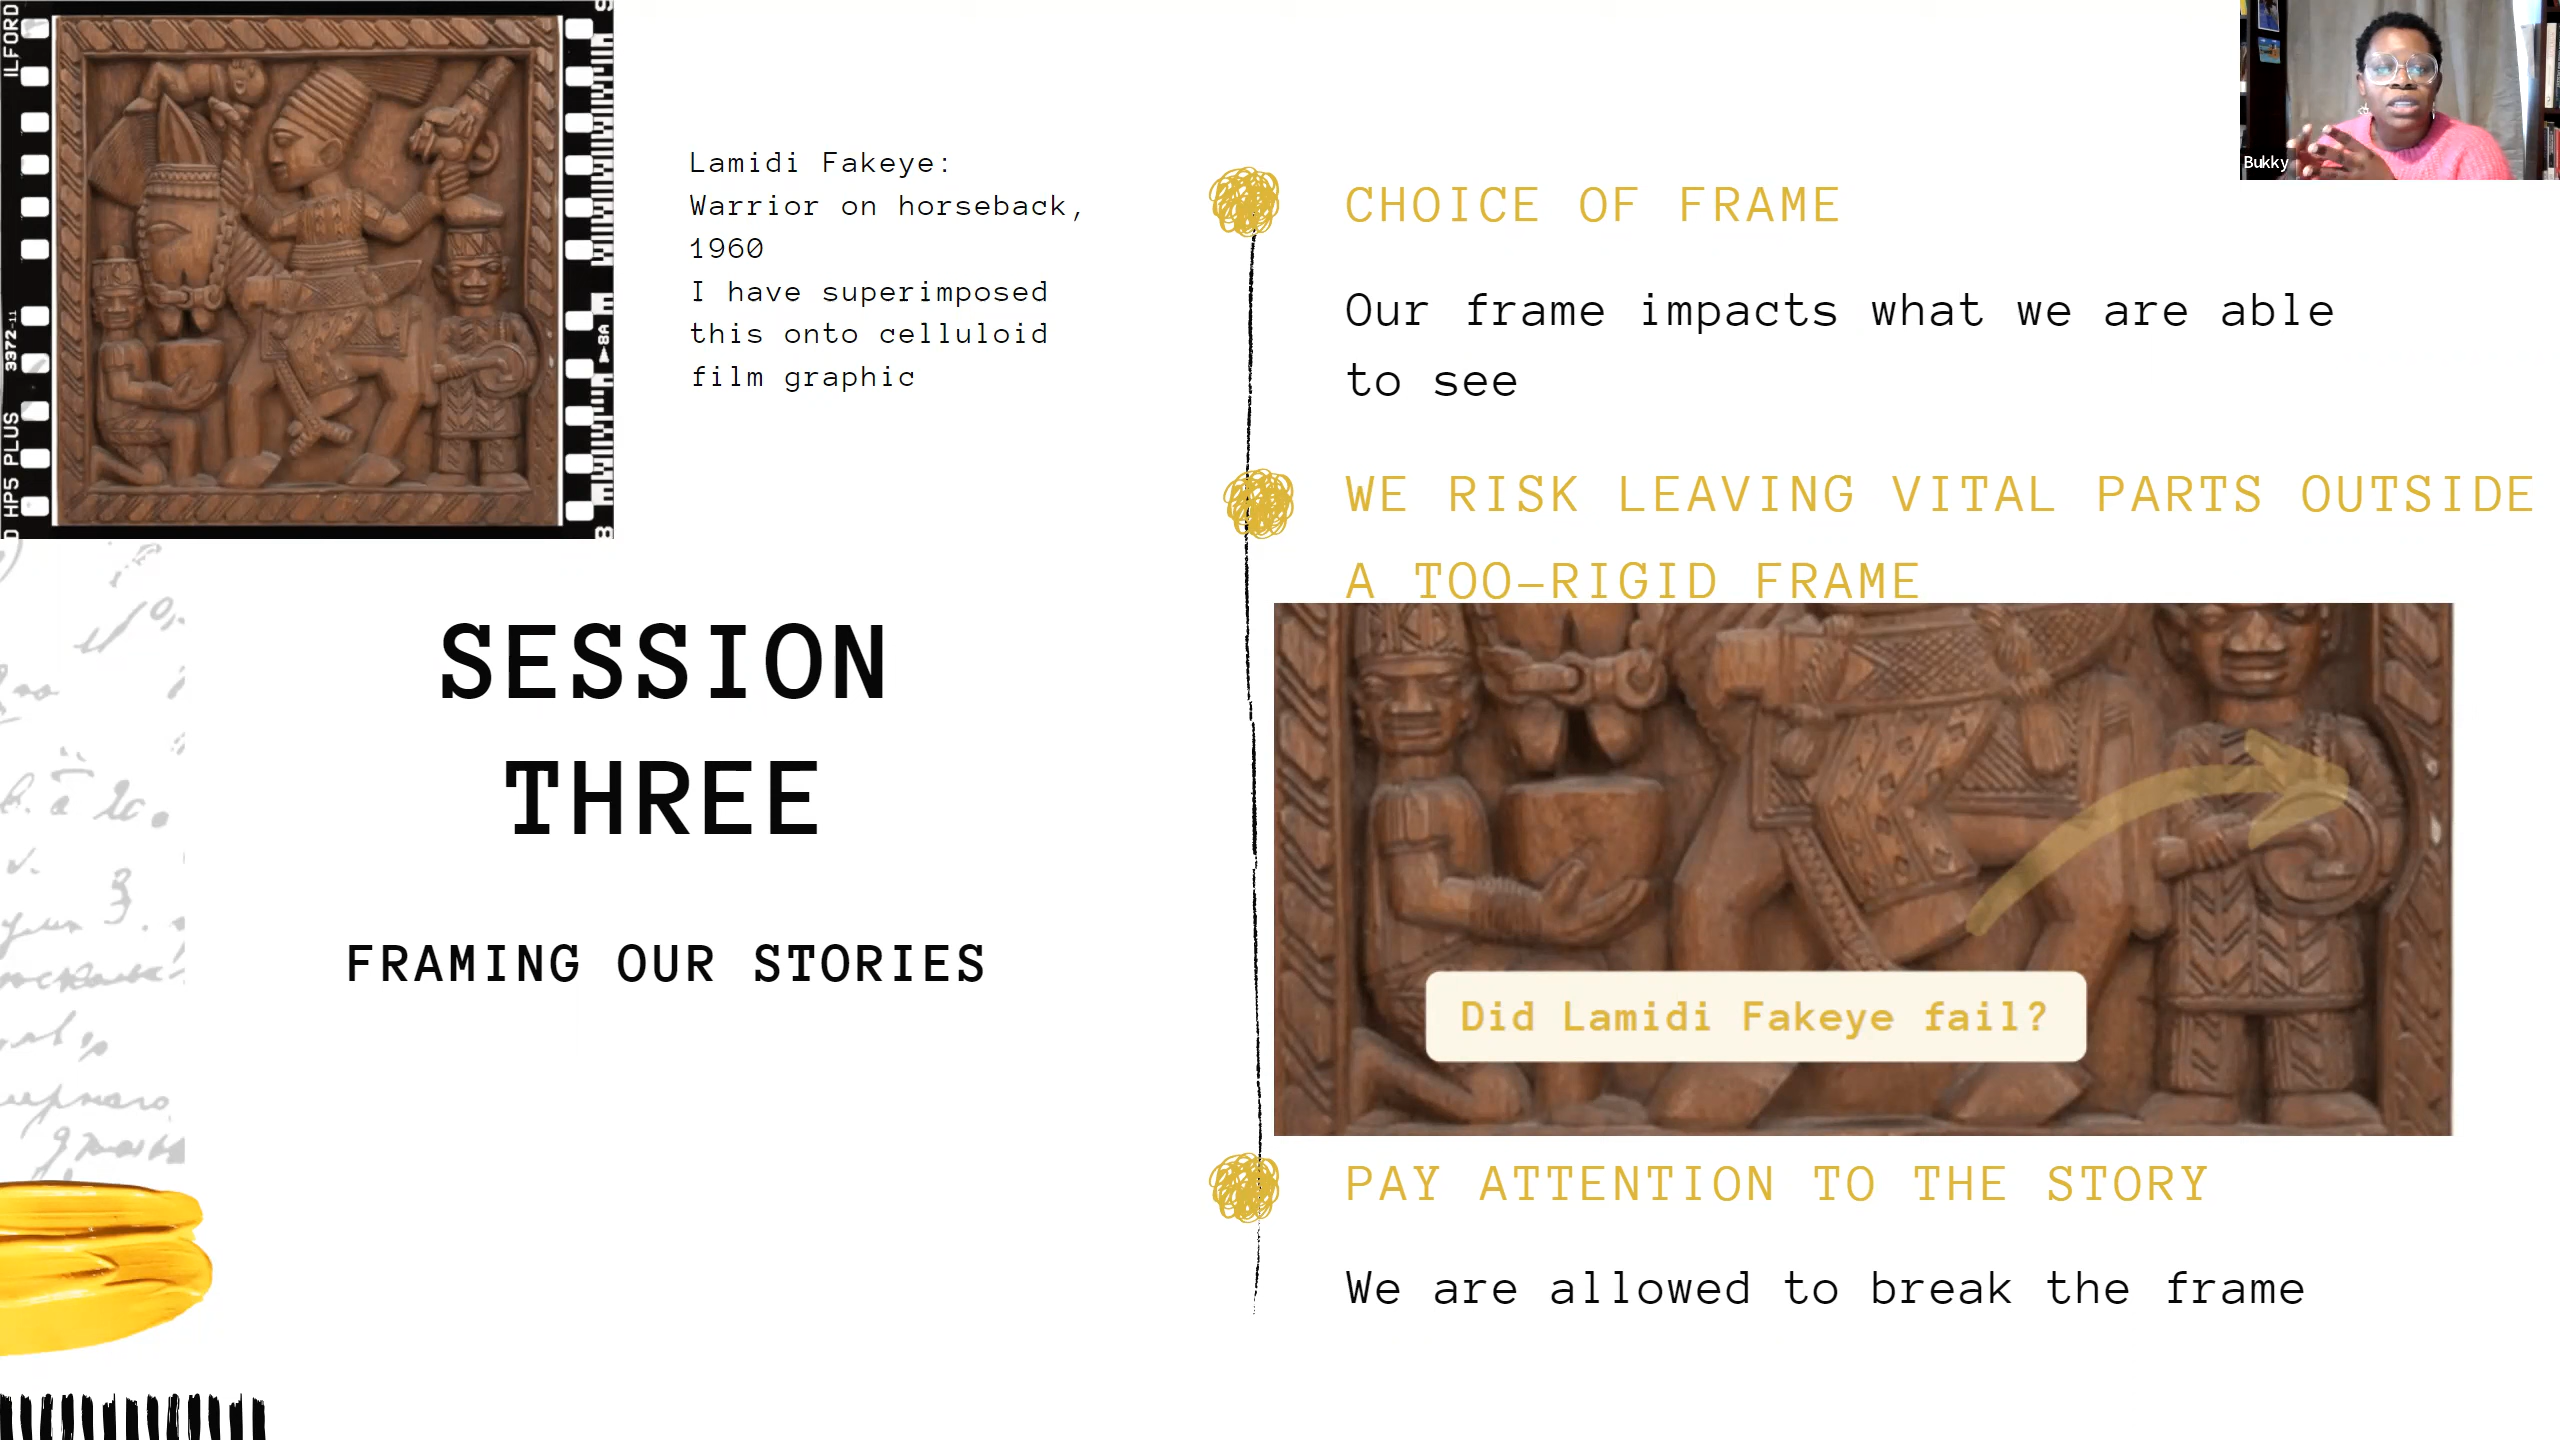 ILFORD
3372-11
HP5 PLUS
8A
Lamidi Fakeye:
Warrior on horseback,
1960
I have superimposed
this onto celluloid
film graphic
SESSION
THREE
FRAMING OUR STORIES
CHOICE OF FRAME
Our frame impacts what we are able
to see
WE RISK LEAVING VITAL PARTS OUTSIDE
A TOO-RIGID FRAME
Did Lamidi Fakeye fail?
PAY ATTENTION TO THE STORY
We are allowed to break the frame
Bukky